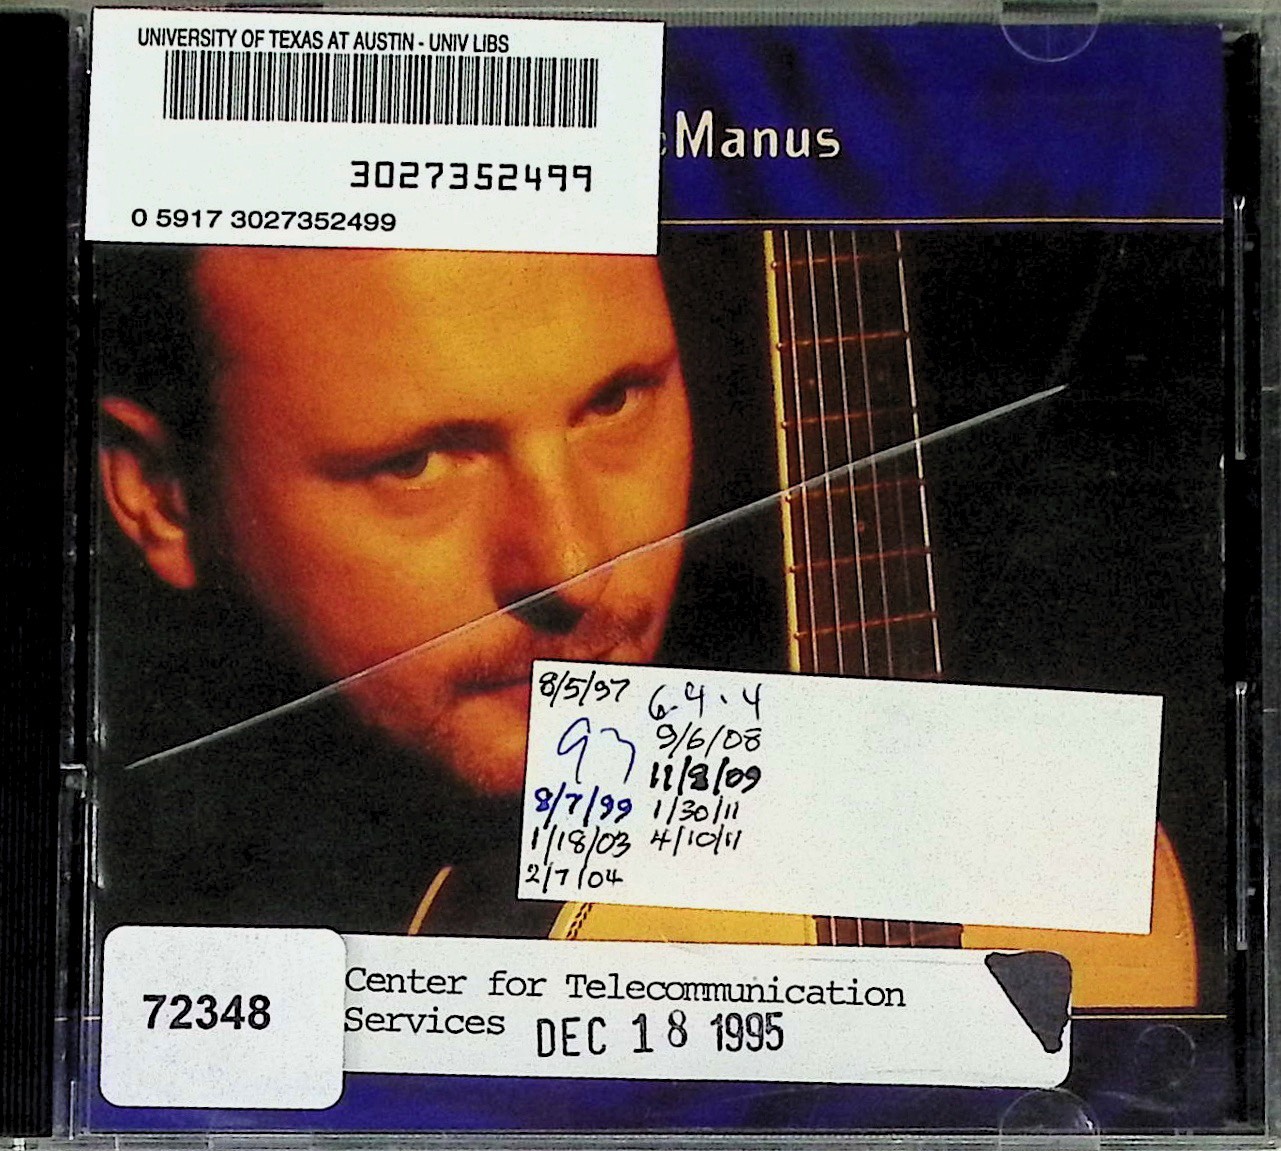 UNIVERSITY OF TEXAS AT AUSTIN - UNIV LIBS
3027352499
0 5917 3027352499
Manus
8/5/97
8/7/99
1/18/03
2/7/04
6-4.4
9/6/08
11/8/09
1/30/11
4/10/11
72348
Center for Telecommunication
Services DEC 18 1995